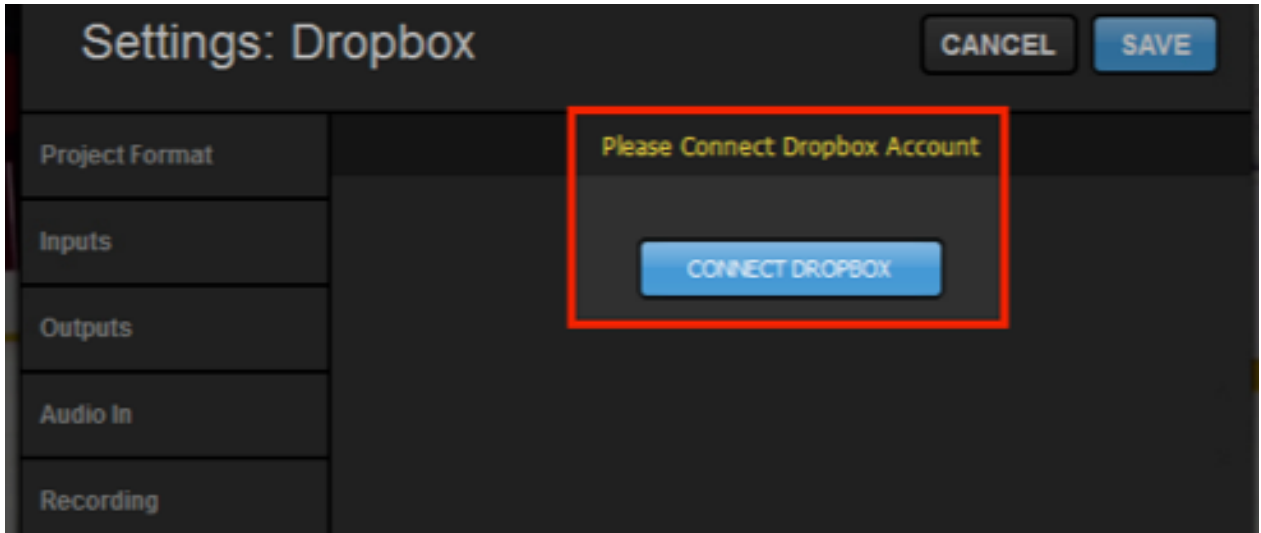 Settings: Dropbox
CANCEL
SAVE
Project Format
Please Connect Dropbox Account
Inputs
CONNECT DROPBOX
Outputs
Audio In
Recording